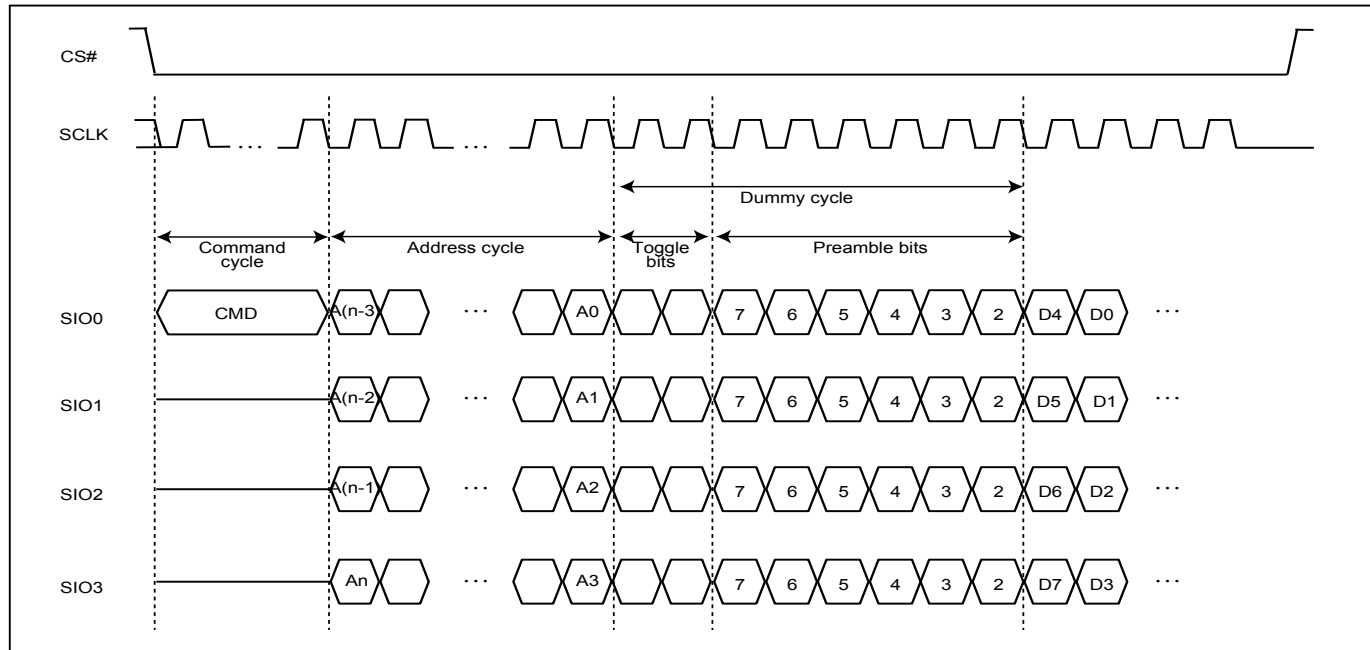 CS#
SCLK ... ...
Dummy cycle
Command cycle Address cycle Toggle bits Preamble bits
SIO0 CMD A(n-3) ... A0 7 6 5 4 3 2 D4 D0 ...
SIO1 A(n-2) ... A1 7 6 5 4 3 2 D5 D1 ...
SIO2 A(n-1) ... A2 7 6 5 4 3 2 D6 D2 ...
SIO3 An ... A3 7 6 5 4 3 2 D7 D3 ...